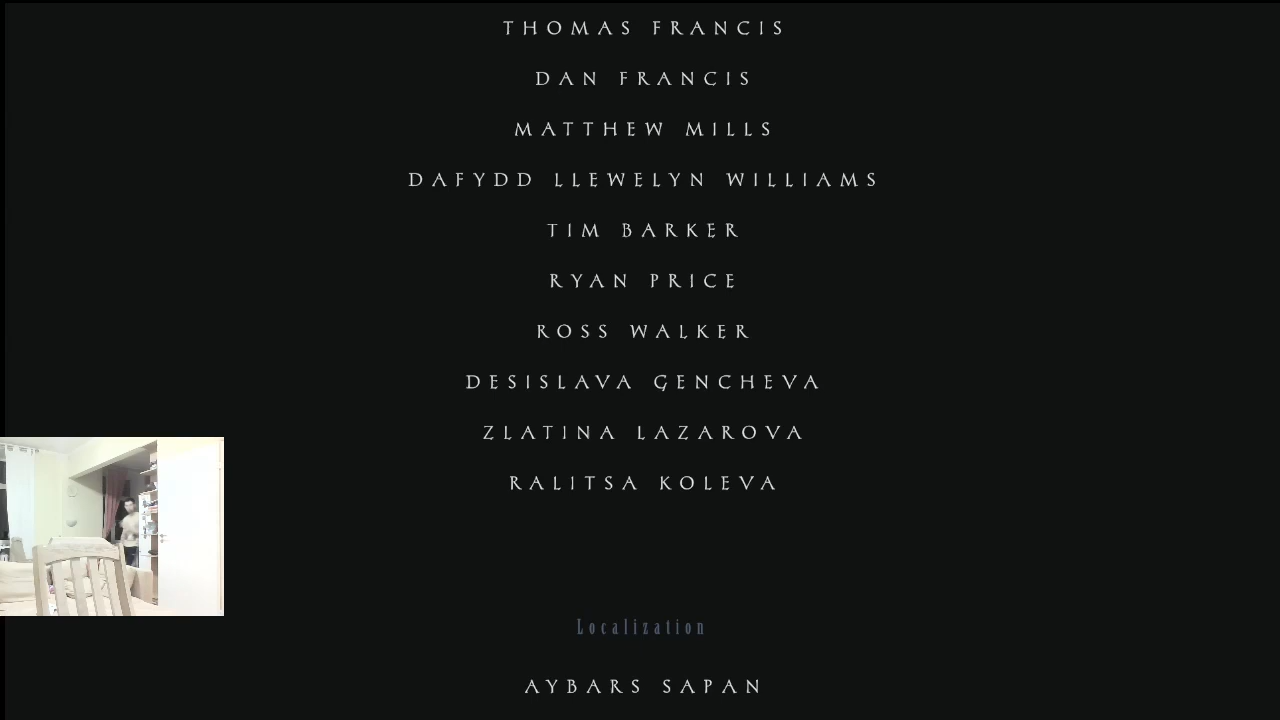 THOMAS FRANCIS
DAN FRANCIS
MATTHEW MILLS
DAFYDD LLEWELYN WILLIAMS
TIM BARKER
RYAN PRICE
ROSS WALKER
DESISLAVA GENCHEVA
ZLATINA LAZAROVA
RALITSA KOLEVA
Localization
AYBARS SAPAN